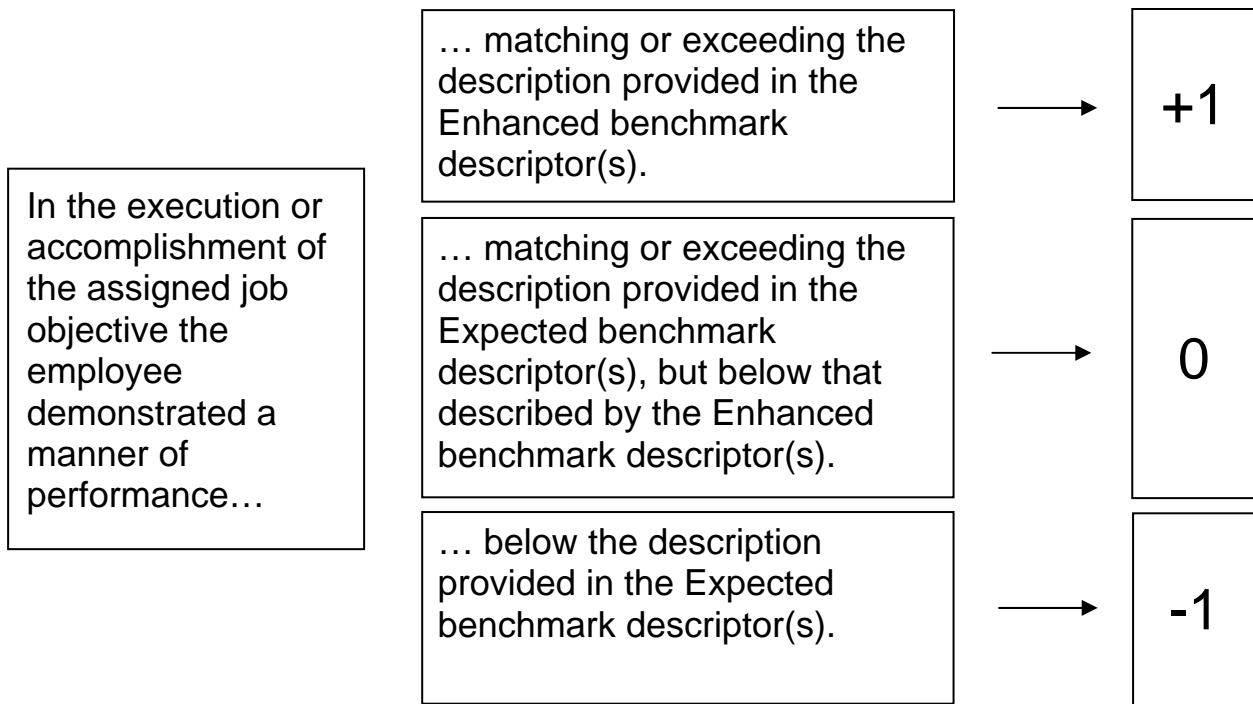 In the execution or
accomplishment of
the assigned job
objective the
employee
demonstrated a
manner of
performance…
… matching or exceeding the
description provided in the
Enhanced benchmark
descriptor(s).
+1
… matching or exceeding the
description provided in the
Expected benchmark
descriptor(s), but below that
described by the Enhanced
benchmark descriptor(s).
0
… below the description
provided in the Expected
benchmark descriptor(s).
-1